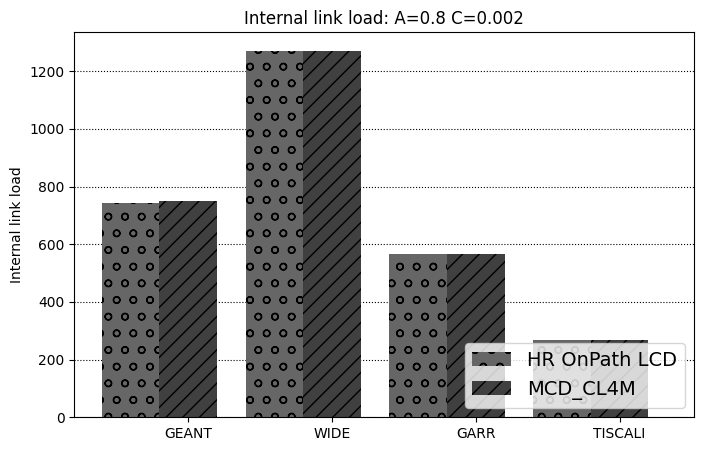 Internal link load: A=0.8 C=0.002
Internal link load
1200
1000
800
600
400
200
0
HR OnPath LCD
MCD_CL4M
GEANT WIDE GARR TISCALI